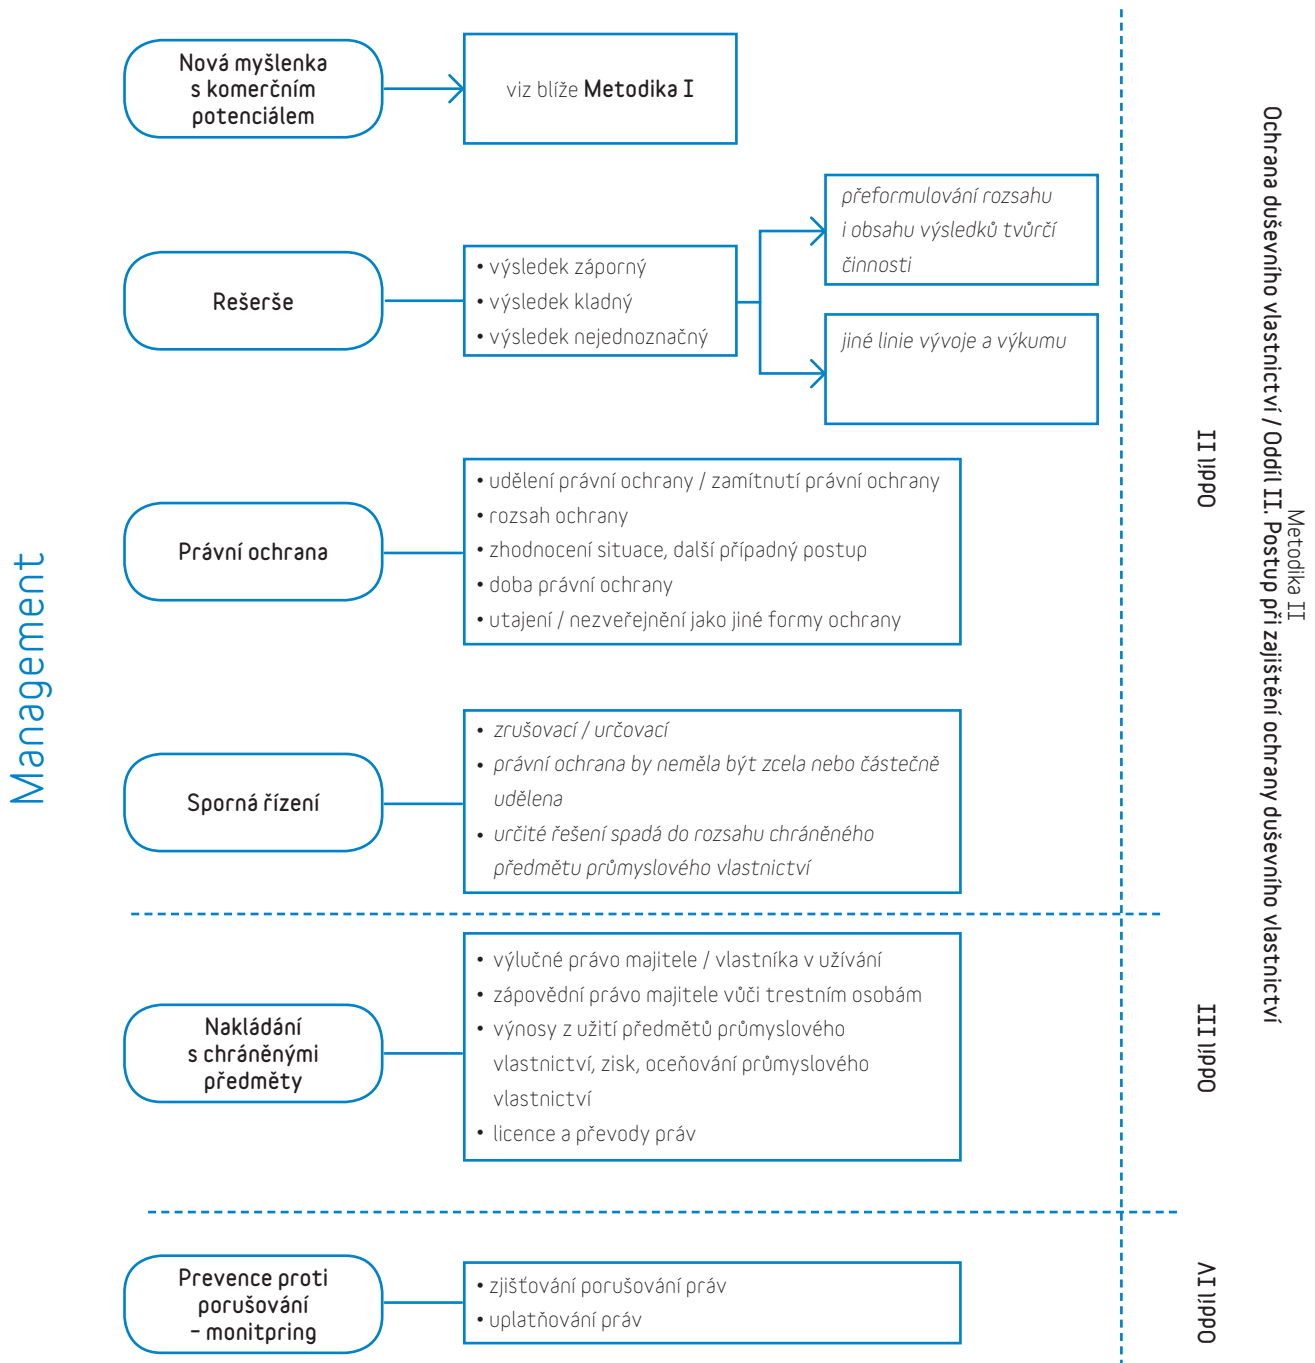 Management
Nová myšlenka
s komerčním
potenciálem
viz blíže Metodika I
Rešerše
• výsledek záporný
• výsledek kladný
• výsledek nejednoznačný
přeformulování rozsahu
i obsahu výsledků tvůrčí
činnosti
jiné linie vývoje a výkumu
Právní ochrana
• udělení právní ochrany / zamítnutí právní ochrany
• rozsah ochrany
• zhodnocení situace, další případný postup
• doba právní ochrany
• utajení / nezveřejnění jako jiné formy ochrany
Sporná řízení
• zrušovací / určovací
• právní ochrana by neměla být zcela nebo částečně
udělena
• určité řešení spadá do rozsahu chráněného
předmětu průmyslového vlastnictví
Oddíl II
Nakládání
s chráněnými
předměty
• výlučné právo majitele / vlastníka v užívání
• zápovědní právo majitele vůči trestním osobám
• výnosy z užití předmětů průmyslového
vlastnictví, zisk, oceňování průmyslového
vlastnictví
• licence a převody práv
Oddíl III
Prevence proti
porušování
– monitpring
• zjišťování porušování práv
• uplatňování práv
Oddíl IV
Metodika II
Ochrana duševního vlastnictví / Oddíl II. Postup při zajištění ochrany duševního vlastnictví